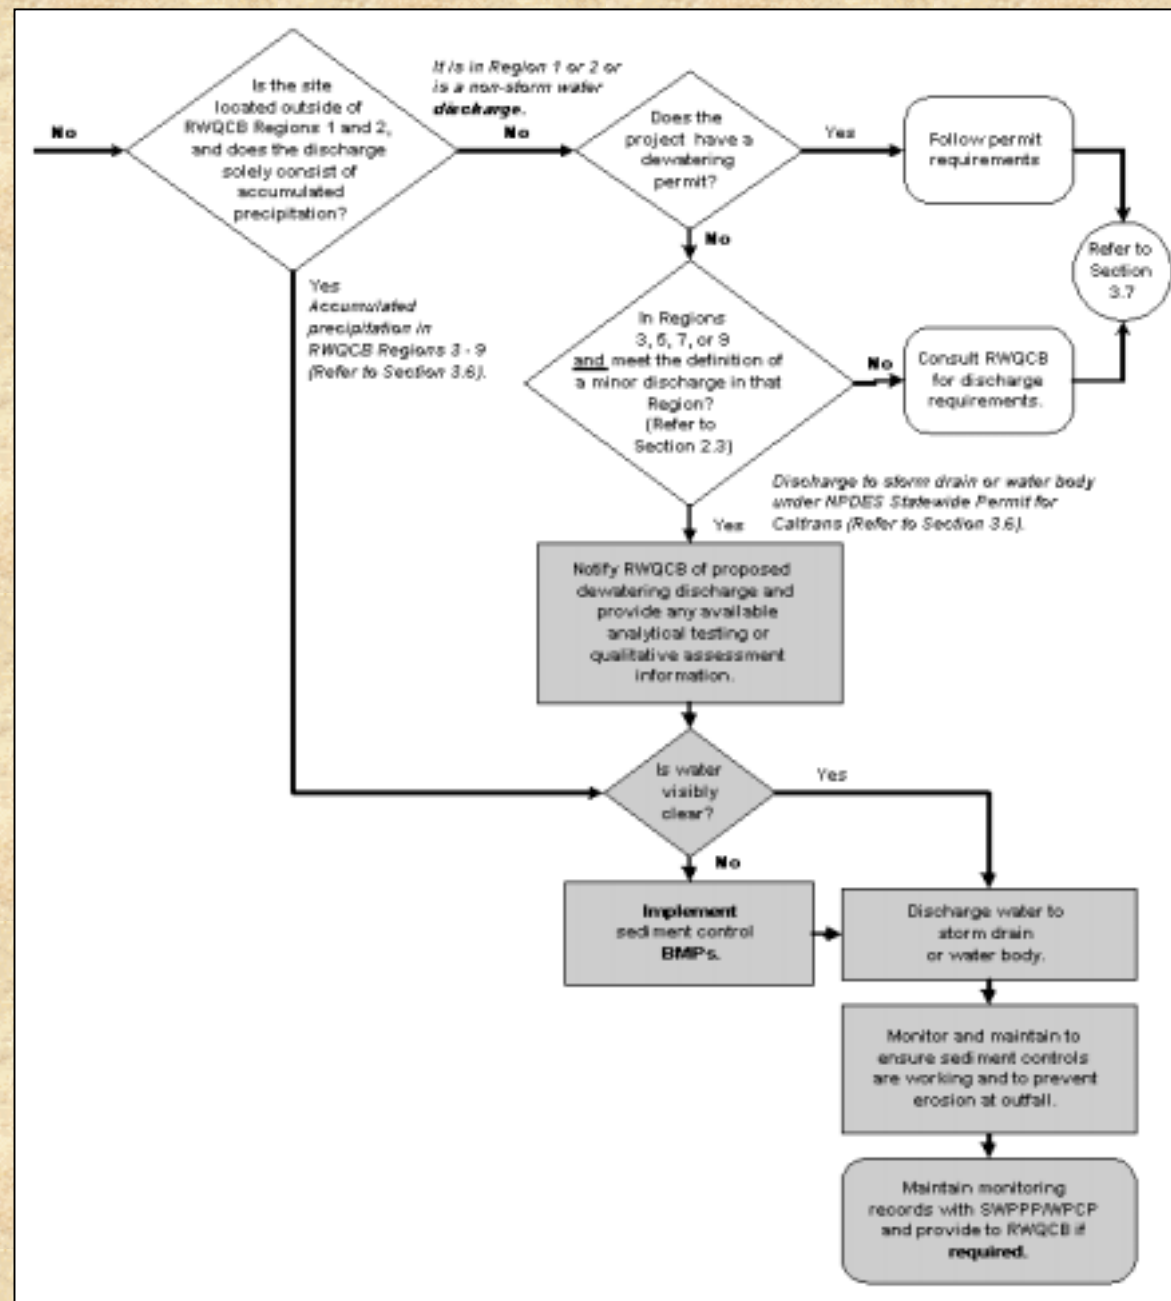 No
Is the site
located outside of
RWQCB Regions 1 and 2,
and does the discharge
solely consist of
accumulated
precipitation?
If is in Region 1 or 2 or
is a non-storm water
discharge.
No
Does the
project have a
dewatering
permit?
Yes
Follow permit
requirements
Refer to
Section
3.7
No
Yes
Accumulated
precipitation in
RWQCB Regions 3 - 9
(Refer to Section 3.6).
In Regions
3, 5, 7, or 9
and meet the definition of
a minor discharge in that
Region?
(Refer to
Section 2.3)
No
Consult RWQCB
for discharge
requirements.
Discharge to storm drain or water body
under NPDES Statewide Permit for
Caltrans (Refer to Section 3.6).
Yes
Notify RWQCB of proposed
dewatering discharge and
provide any available
analytical testing or
qualitative assessment
information.
Is water
visibly
clear?
Yes
No
Implement
sediment control
BMPs.
Discharge water to
storm drain
or water body.
Monitor and maintain to
ensure sediment controls
are working and to prevent
erosion at outfall.
Maintain monitoring
records with SWPPP/WPCP
and provide to RWQCB if
required.